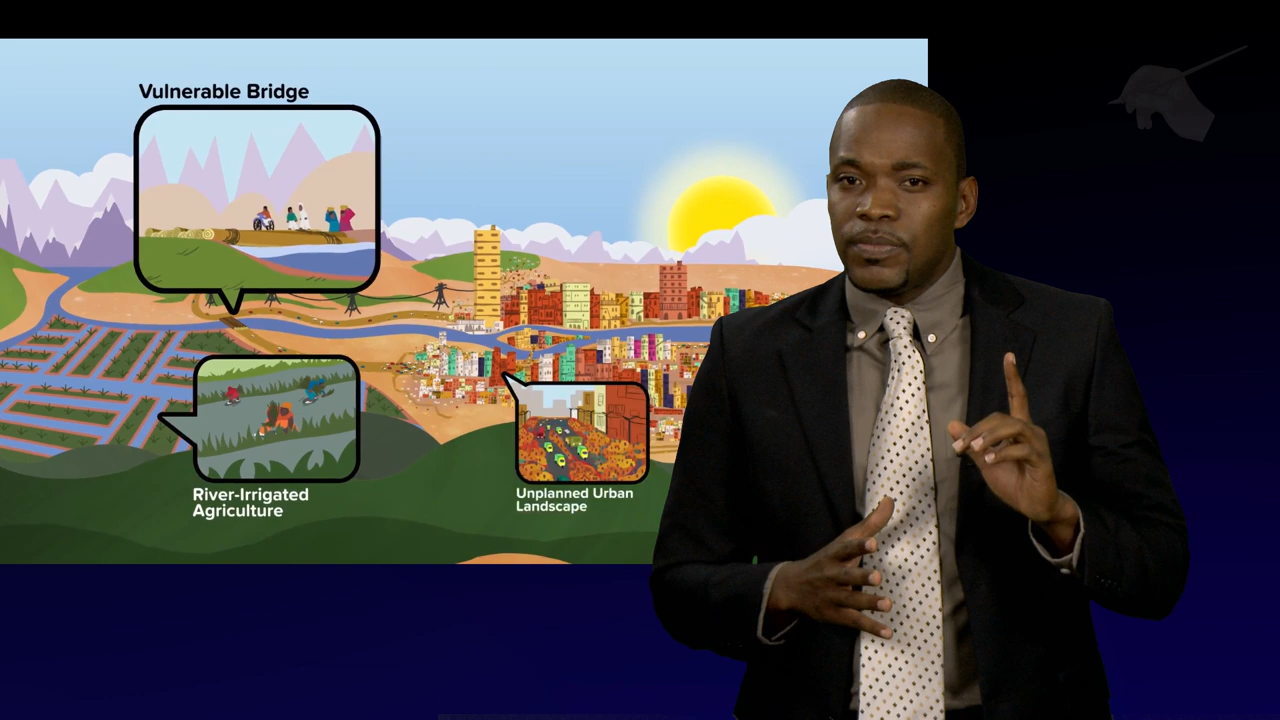 Vulnerable Bridge
River-Irrigated
Agriculture
Unplanned Urban
Landscape